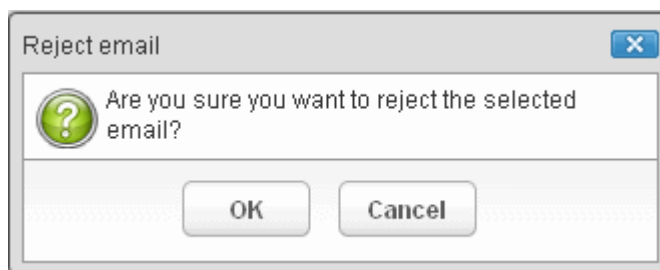 Reject email
Are you sure you want to reject the selected
email?
OK
Cancel